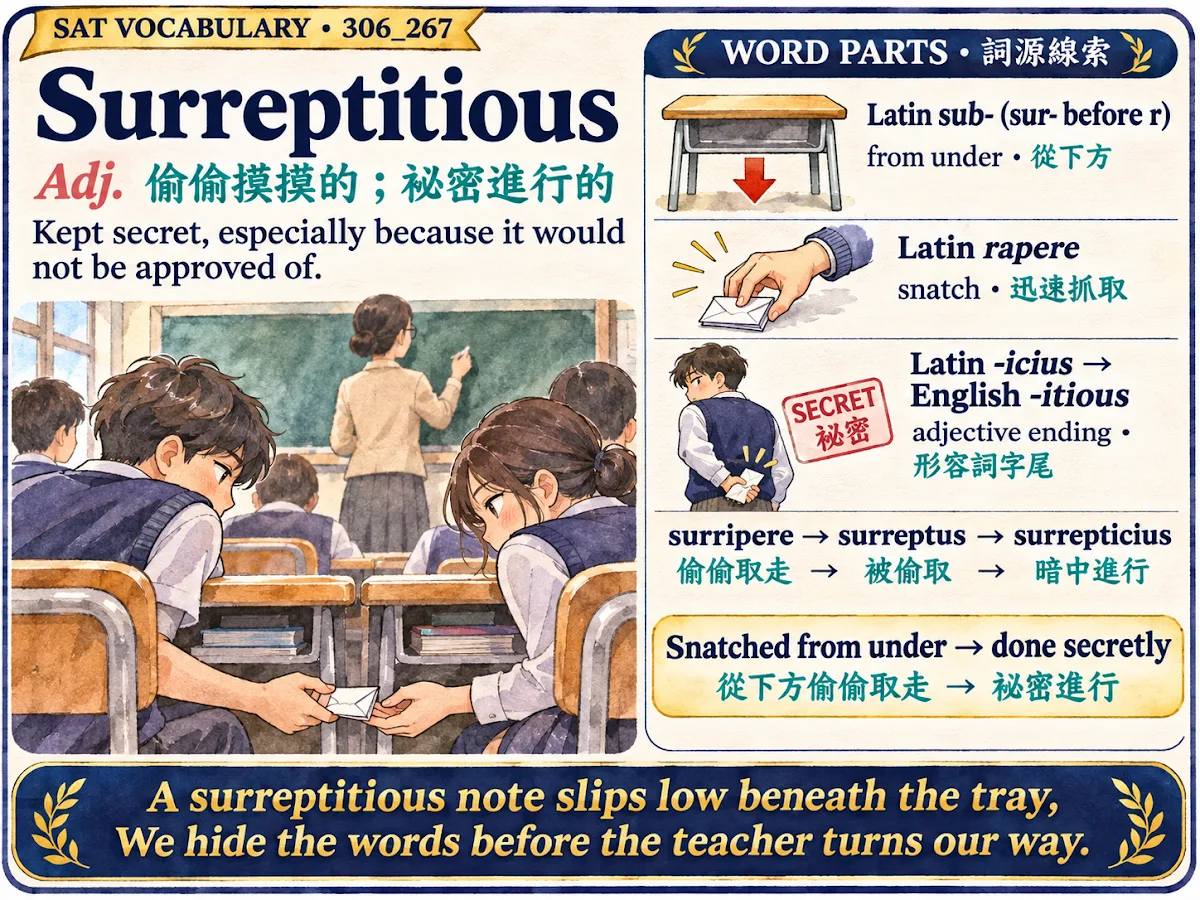 SAT VOCABULARY • 306_267
Surreptitious
Adj. 偷偷摸摸的；祕密進行的
Kept secret, especially because it would
not be approved of.
WORD PARTS • 詞源線索
Latin sub- (sur- before r)
from under • 從下方
Latin rapere
snatch • 迅速抓取
SECRET
祕密
Latin -icius →
English -itious
adjective ending •
形容詞字尾
surripere → surreptus → surrepticius
偷偷取走 → 被偷取 → 暗中進行
Snatched from under → done secretly
從下方偷偷取走 → 祕密進行
A surreptitious note slips low beneath the tray,
We hide the words before the teacher turns our way.